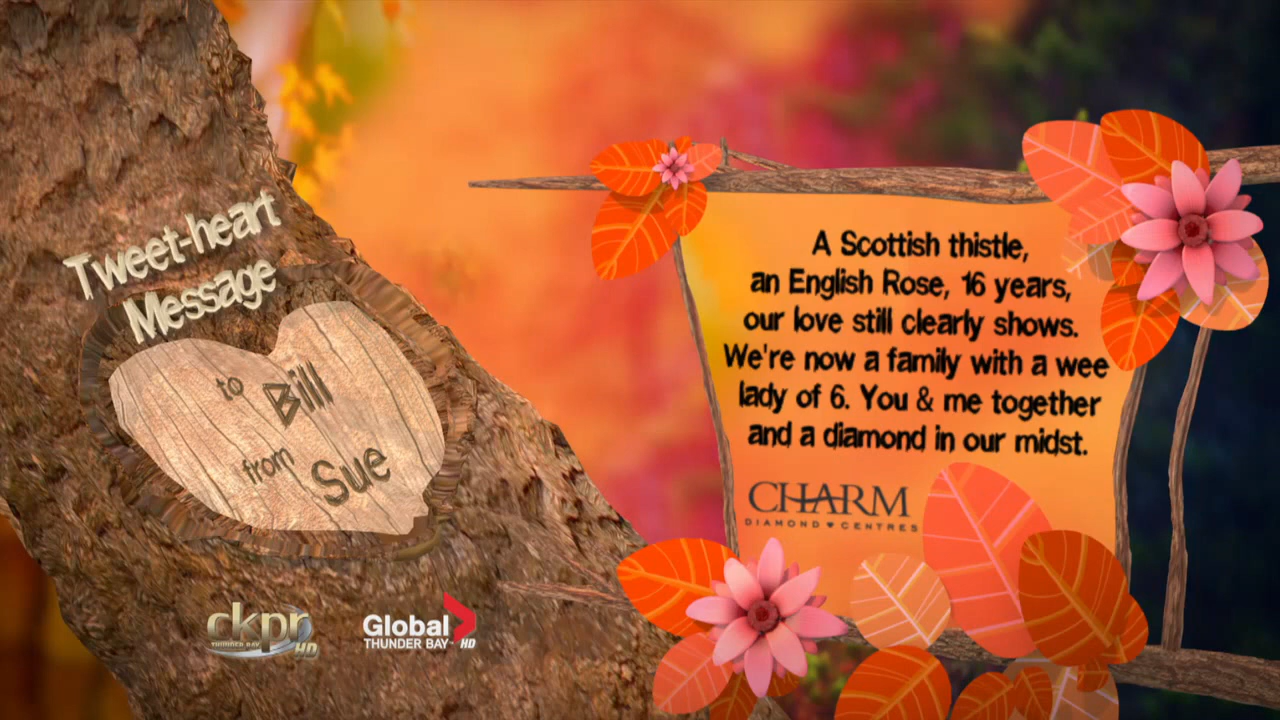 Tweet-heart
Message
to Bill
from Sue
A Scottish thistle,
an English Rose, 16 years,
our love still clearly shows.
We're now a family with a wee
lady of 6. You & me together
and a diamond in our midst.
CHARM
DIAMOND ♥ CENTRES
ckpr
THUNDER BAY
HD
Global
THUNDER BAY HD